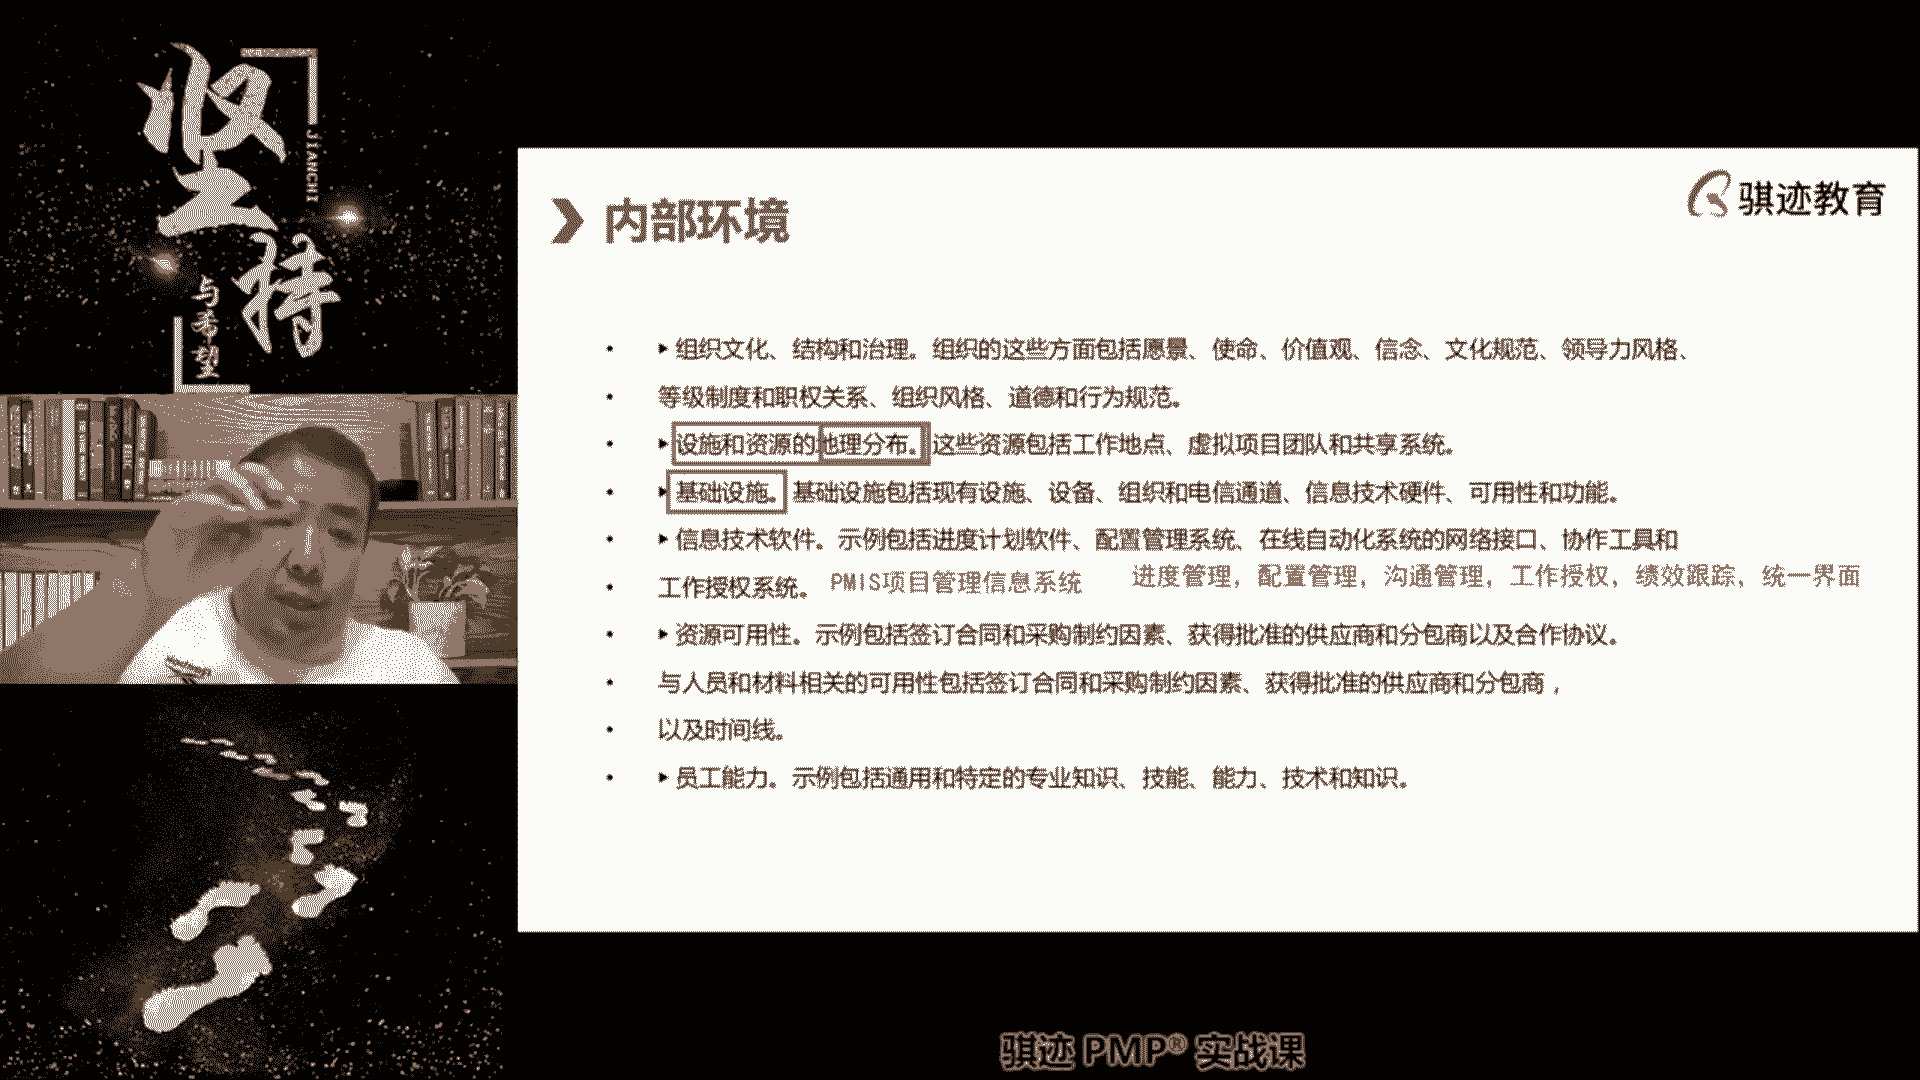 坚持
JIANCHI
与希望
骐迹教育
内部环境
组织文化、结构和治理。组织的这些方面包括愿景、使命、价值观、信念、文化规范、领导力风格、
等级制度和职权关系、组织风格、道德和行为规范。
设施和资源的地理分布。这些资源包括工作地点、虚拟项目团队和共享系统。
基础设施。基础设施包括现有设施、设备、组织和电信通道、信息技术硬件、可用性和功能。
信息技术软件。示例包括进度计划软件、配置管理系统、在线自动化系统的网络接口、协作工具和
工作授权系统。 PMIS项目管理信息系统 进度管理，配置管理，沟通管理，工作授权，绩效跟踪、统一界面
资源可用性。示例包括签订合同和采购制约因素、获得批准的供应商和分包商以及合作协议。
与人员和材料相关的可用性包括签订合同和采购制约因素、获得批准的供应商和分包商，
以及时间线。
员工能力。示例包括通用和特定的专业知识、技能、能力、技术和知识。
骐迹 PMP® 实战课